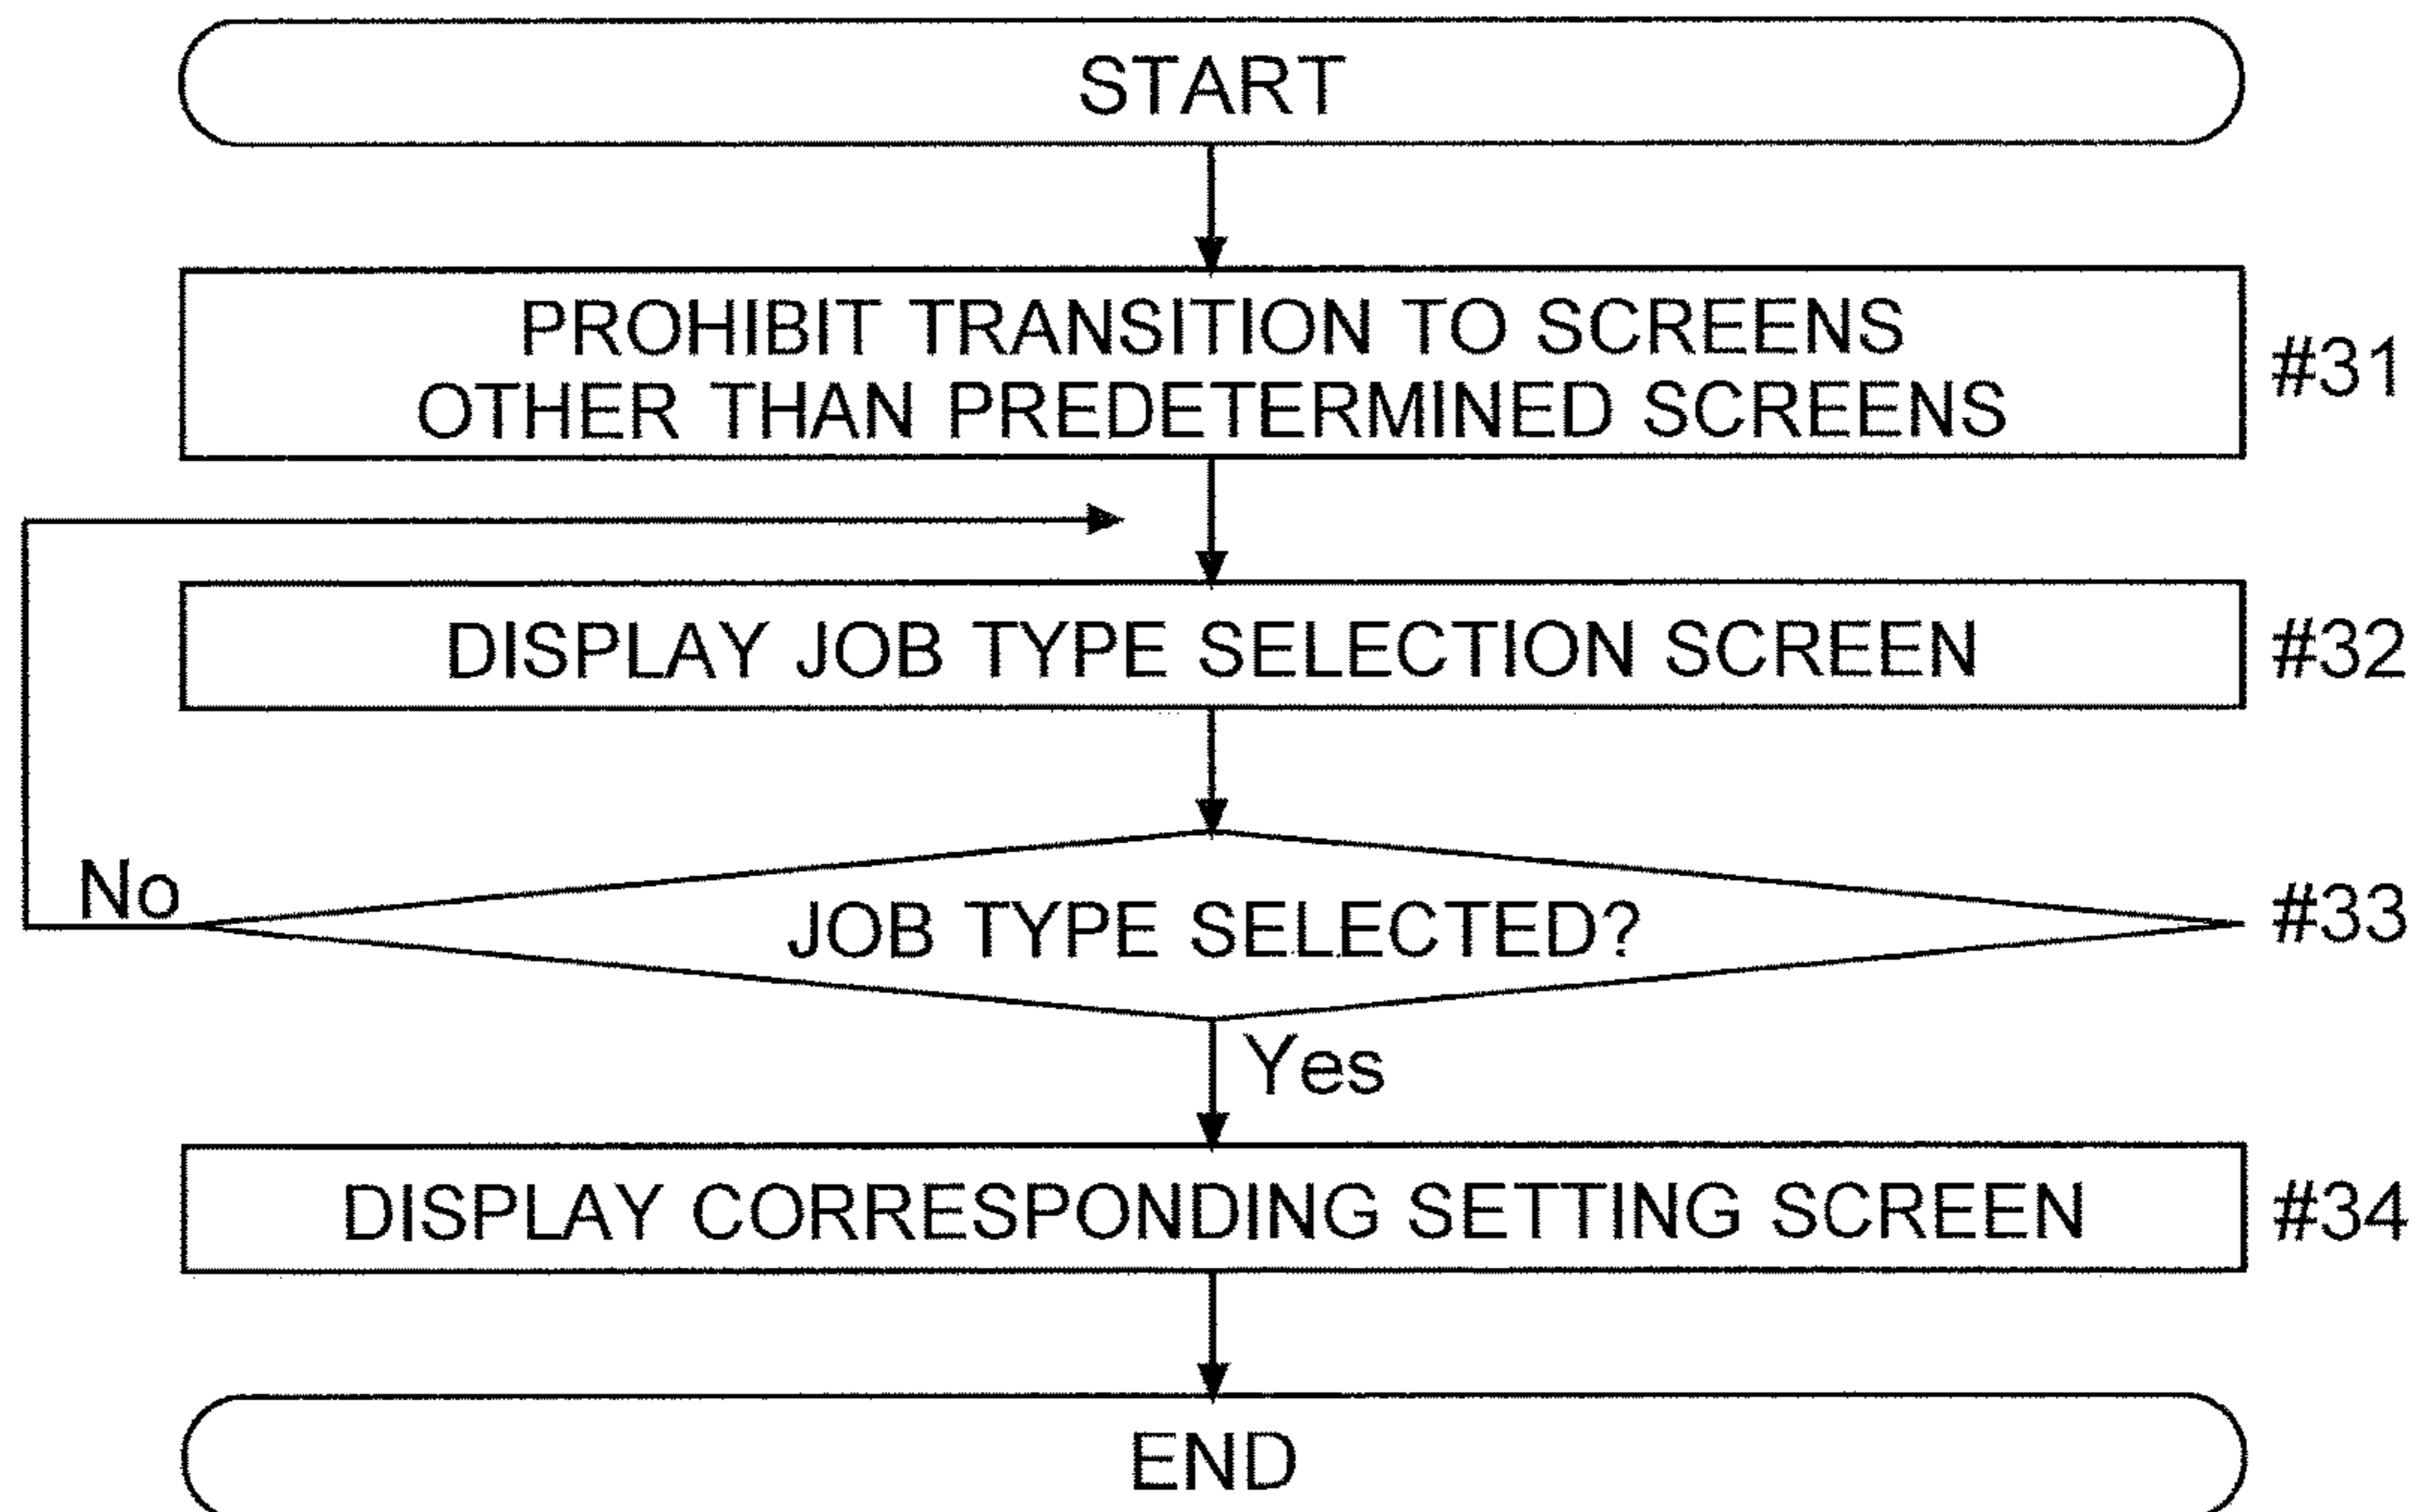 START
PROHIBIT TRANSITION TO SCREENS
OTHER THAN PREDETERMINED SCREENS
#31
DISPLAY JOB TYPE SELECTION SCREEN
#32
No
JOB TYPE SELECTED?
#33
Yes
DISPLAY CORRESPONDING SETTING SCREEN
#34
END